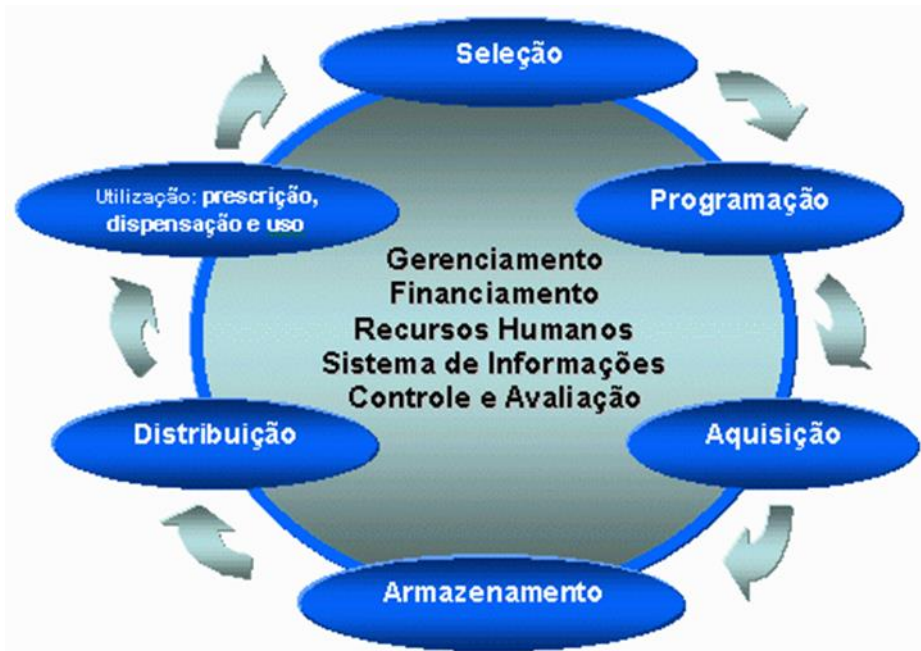 Seleção
Programação
Aquisição
Armazenamento
Distribuição
Utilização: prescrição,
dispensação e uso
Gerenciamento
Financiamento
Recursos Humanos
Sistema de Informações
Controle e Avaliação